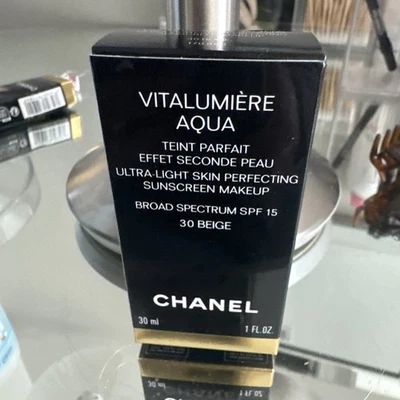 VITALUMIÈRE
AQUA
TEINT PARFAIT
EFFET SECONDE PEAU
ULTRA-LIGHT SKIN PERFECTING
SUNSCREEN MAKEUP
BROAD SPECTRUM SPF 15
30 BEIGE
CHANEL
30 ml 1 FL.OZ.